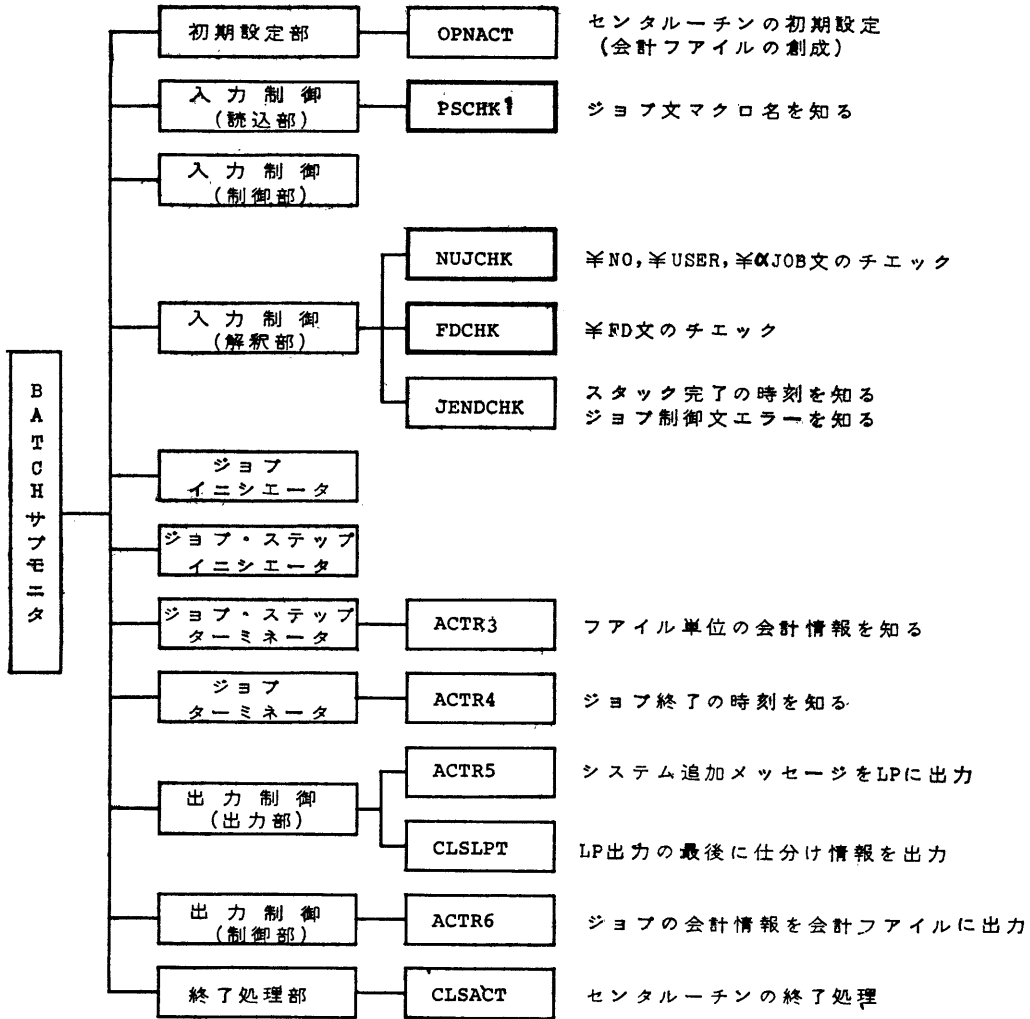 初期設定部
OPNACT
センタルーチンの初期設定
(会計ファイルの創成)
入力制御
(読込部)
PSCHK1
ジョブ文マクロ名を知る
入力制御
(制御部)
NUJCHK
¥NO,¥USER,¥αJOB文のチエック
入力制御
(解釈部)
FDCHK
¥FD文のチエック
JENDCHK
スタック完了の時刻を知る
ジョブ制御文エラーを知る
BATCHサブモニタ
ジョブ
イニシエータ
ジョブ・ステップ
イニシエータ
ジョブ・ステップ
ターミネータ
ACTR3
ファイル単位の会計情報を知る
ジョブ
ターミネータ
ACTR4
ジョブ終了の時刻を知る
出力制御
(出力部)
ACTR5
システム追加メッセージをLPに出力
CLSLPT
LP出力の最後に仕分け情報を出力
出力制御
(制御部)
ACTR6
ジョブの会計情報を会計ファイルに出力
終了処理部
CLSACT
センタルーチンの終了処理